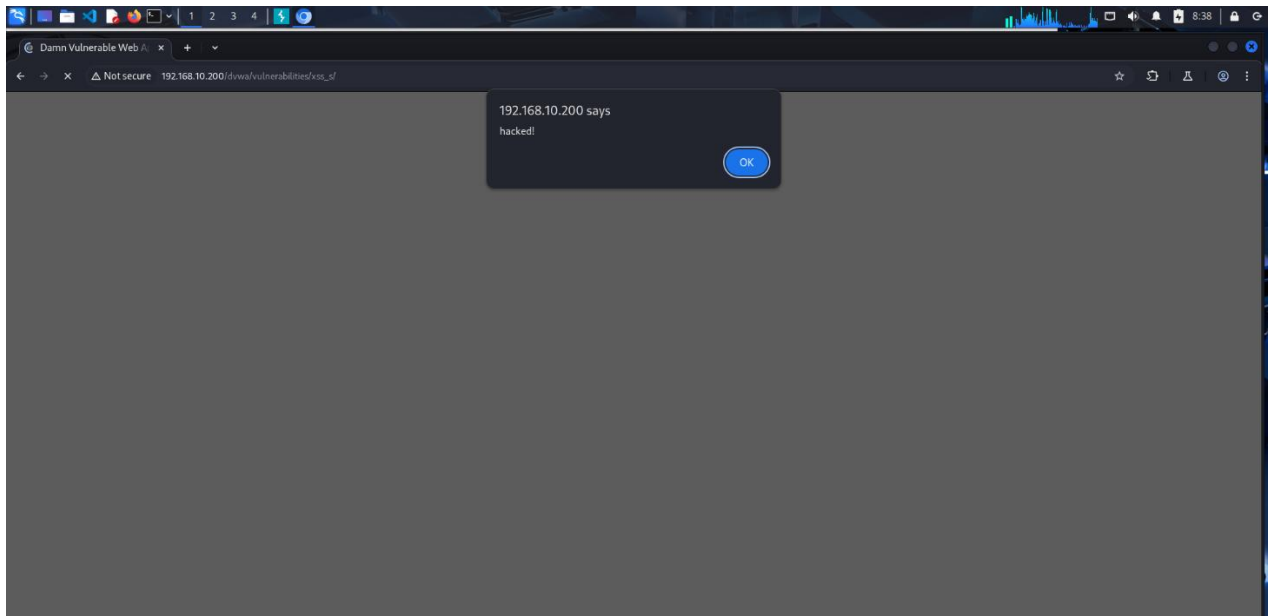 1 2 3 4
8:38
Damn Vulnerable Web A
Not secure 192.168.10.200/dvwa/vulnerabilities/xss_s/
192.168.10.200 says
hacked!
OK